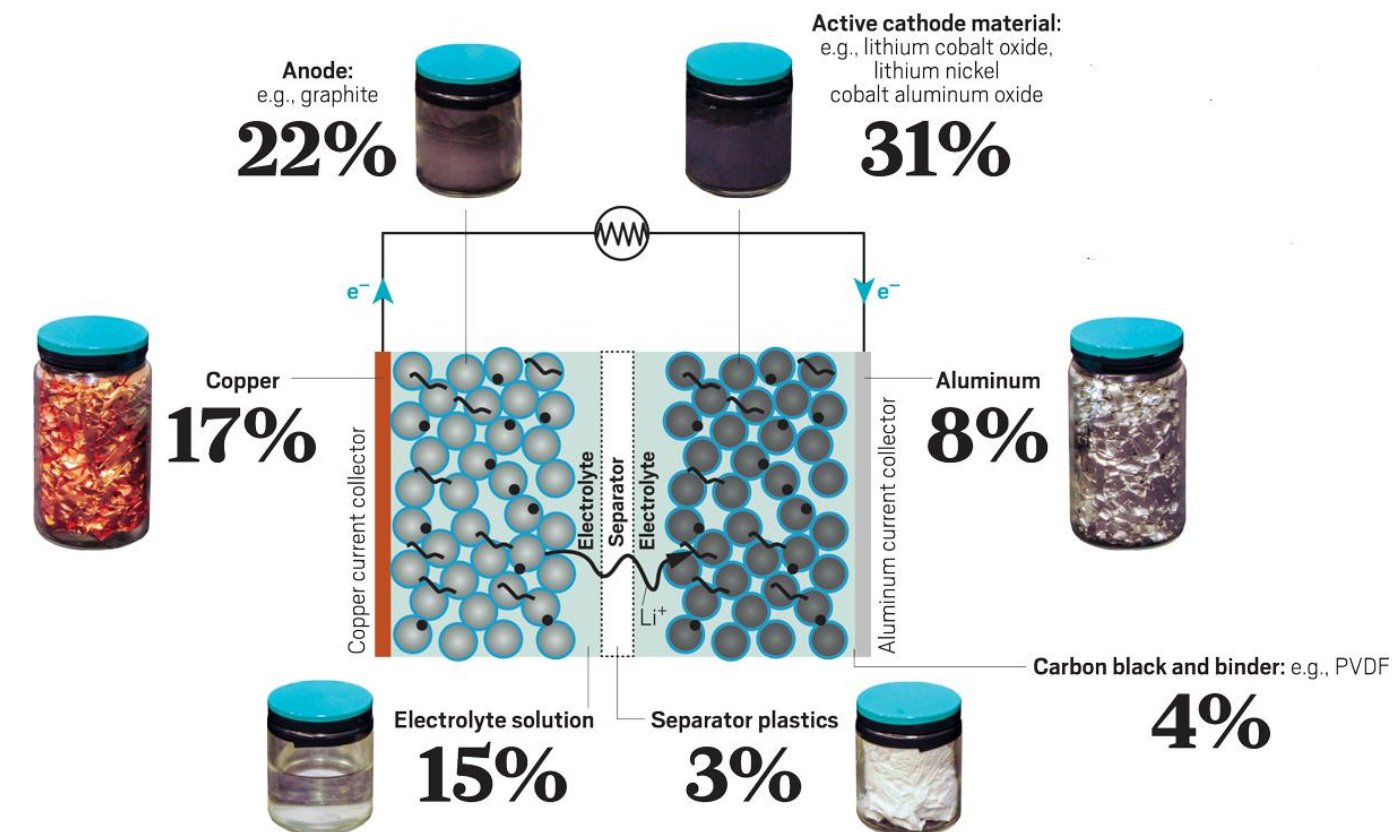 Active cathode material:
e.g., lithium cobalt oxide,
lithium nickel
cobalt aluminum oxide
31%
Anode:
e.g., graphite
22%
e⁻
e⁻
Copper
17%
Aluminum
8%
Copper current collector
Electrolyte
Separator
Electrolyte
Aluminum current collector
Li⁺
Carbon black and binder: e.g., PVDF
4%
Electrolyte solution
15%
Separator plastics
3%